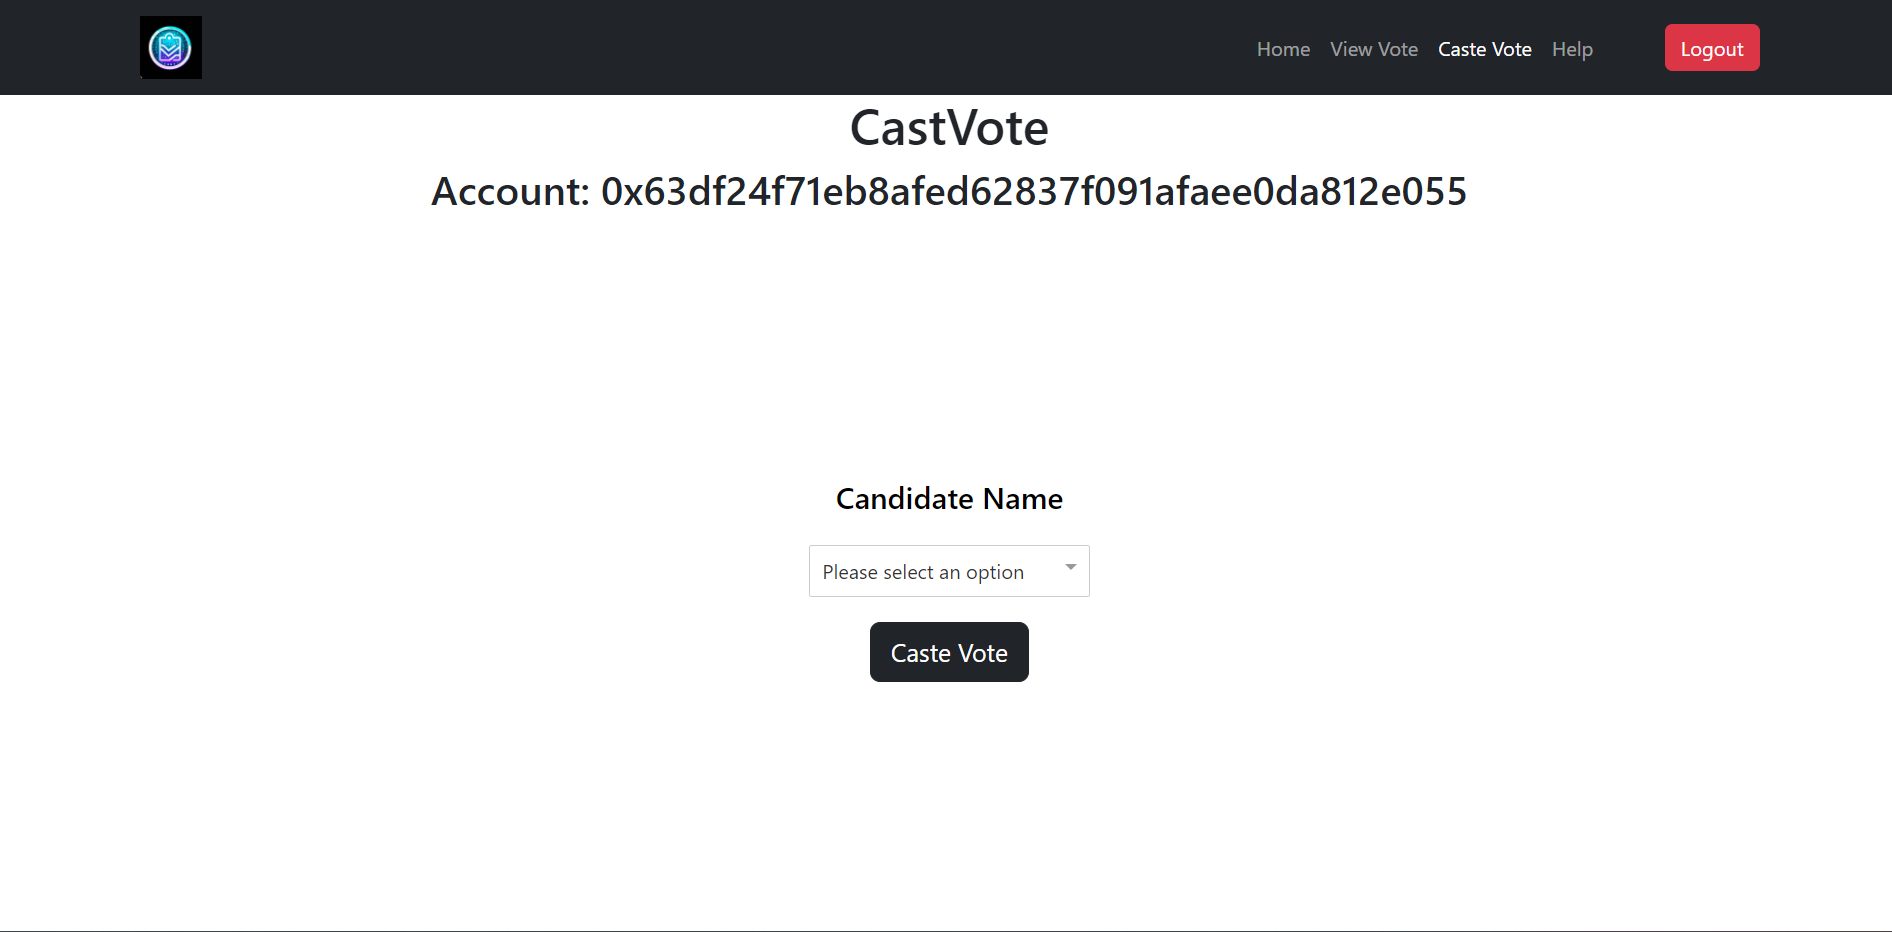 Home View Vote Caste Vote Help Logout
CastVote
Account: 0x63df24f71eb8afed62837f091afaee0da812e055
Candidate Name
Please select an option
Caste Vote